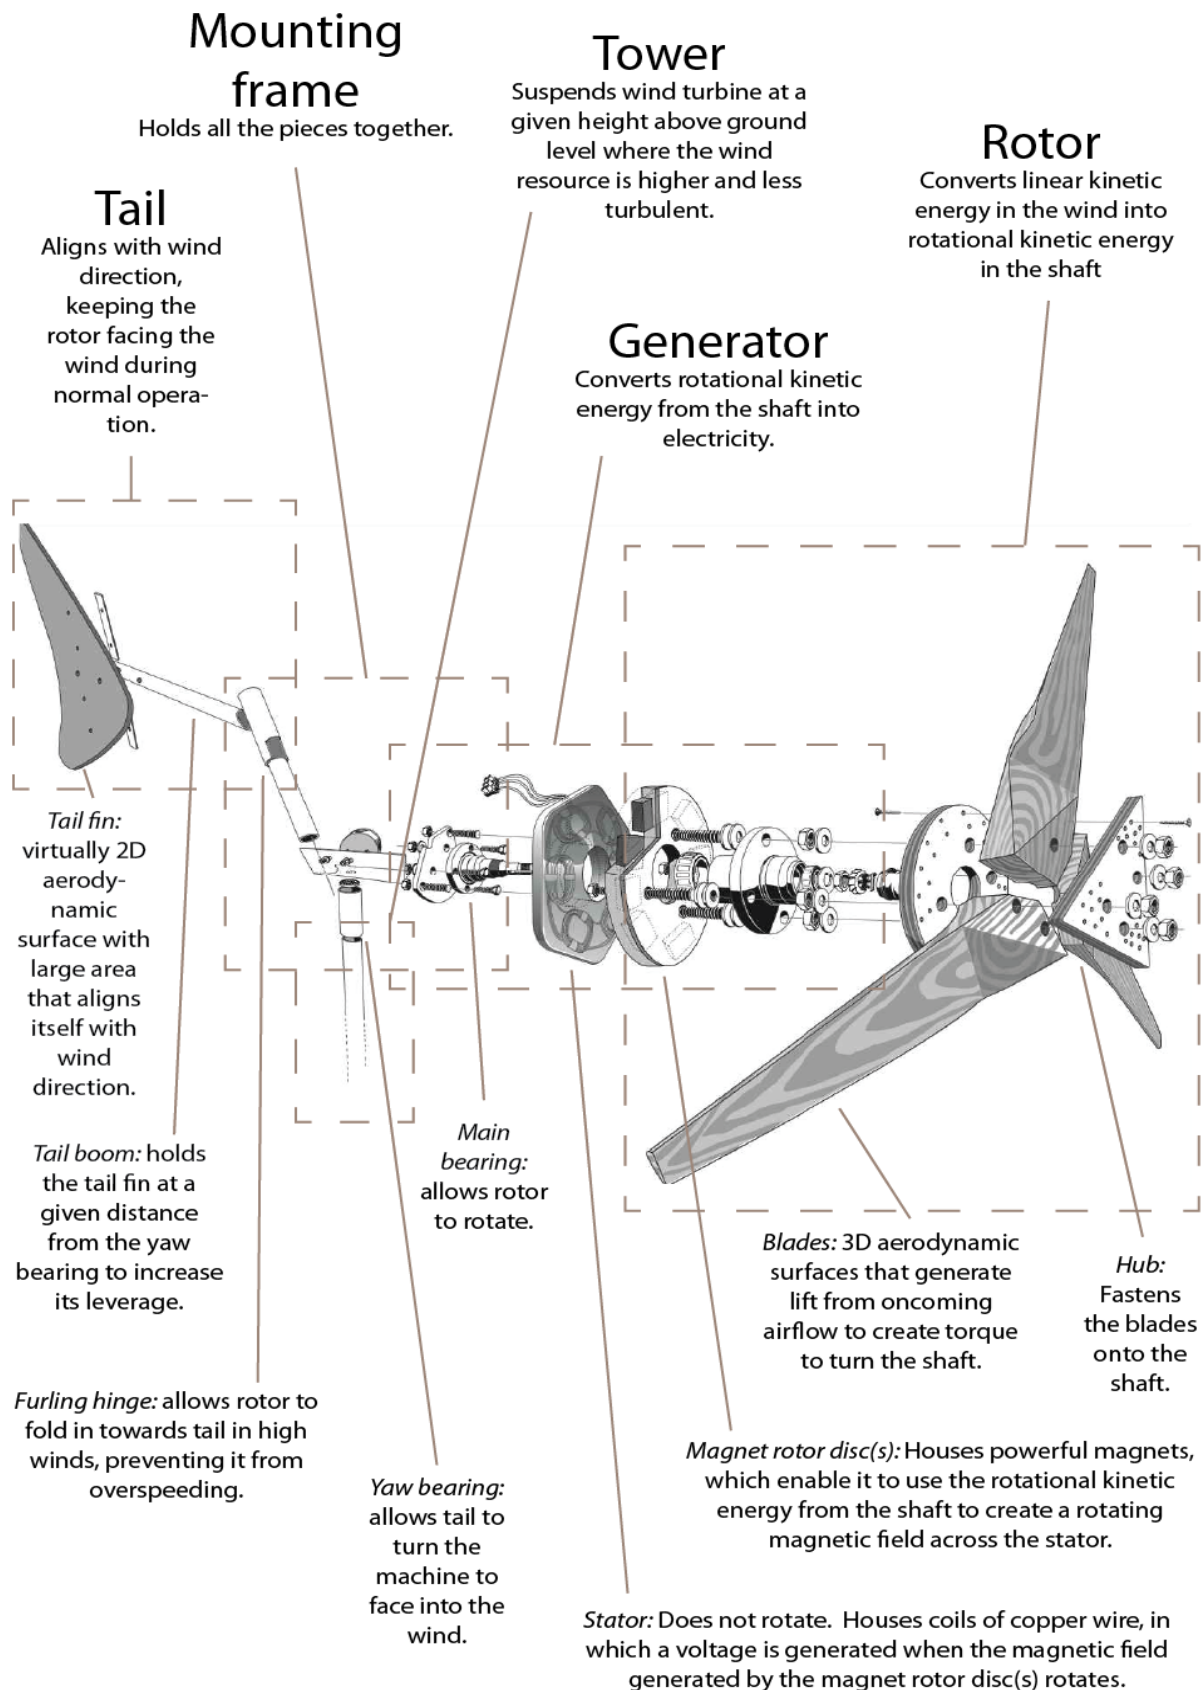 Mounting
frame
Holds all the pieces together.
Tower
Suspends wind turbine at a
given height above ground
level where the wind
resource is higher and less
turbulent.
Rotor
Converts linear kinetic
energy in the wind into
rotational kinetic energy
in the shaft
Tail
Aligns with wind
direction,
keeping the
rotor facing the
wind during
normal opera-
tion.
Generator
Converts rotational kinetic
energy from the shaft into
electricity.
Tail fin:
virtually 2D
aerody-
namic
surface with
large area
that aligns
itself with
wind
direction.
Tail boom: holds
the tail fin at a
given distance
from the yaw
bearing to increase
its leverage.
Main
bearing:
allows rotor
to rotate.
Blades: 3D aerodynamic
surfaces that generate
lift from oncoming
airflow to create torque
to turn the shaft.
Hub:
Fastens
the blades
onto the
shaft.
Furling hinge: allows rotor to
fold in towards tail in high
winds, preventing it from
overspeeding.
Yaw bearing:
allows tail to
turn the
machine to
face into the
wind.
Magnet rotor disc(s): Houses powerful magnets,
which enable it to use the rotational kinetic
energy from the shaft to create a rotating
magnetic field across the stator.
Stator: Does not rotate.  Houses coils of copper wire, in
which a voltage is generated when the magnetic field
generated by the magnet rotor disc(s) rotates.